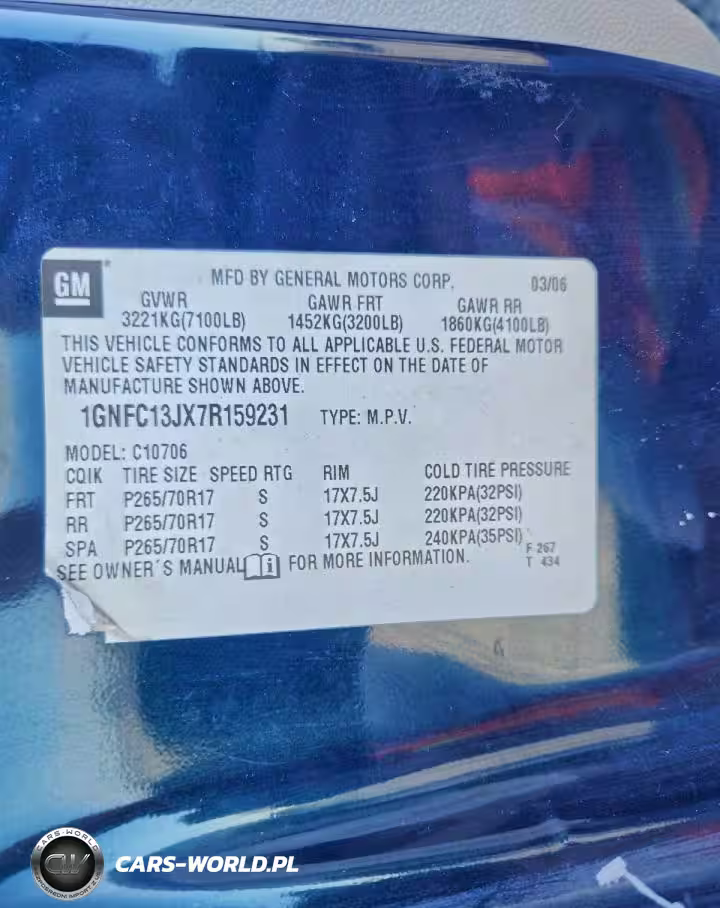 GM
MFD BY GENERAL MOTORS CORP. 03/06
GVWR GAWR FRT GAWR RR
3221KG(7100LB) 1452KG(3200LB) 1860KG(4100LB)
THIS VEHICLE CONFORMS TO ALL APPLICABLE U.S. FEDERAL MOTOR
VEHICLE SAFETY STANDARDS IN EFFECT ON THE DATE OF
MANUFACTURE SHOWN ABOVE.
1GNFC13JX7R159231 TYPE: M.P.V.
MODEL: C10706
CQIK TIRE SIZE SPEED RTG RIM COLD TIRE PRESSURE
FRT P265/70R17 S 17X7.5J 220KPA(32PSI)
RR P265/70R17 S 17X7.5J 220KPA(32PSI)
SPA P265/70R17 S 17X7.5J 240KPA(35PSI)
SEE OWNER'S MANUAL FOR MORE INFORMATION.
F 267
T 434
CARS-WORLD
CW
CARS-WORLD.PL